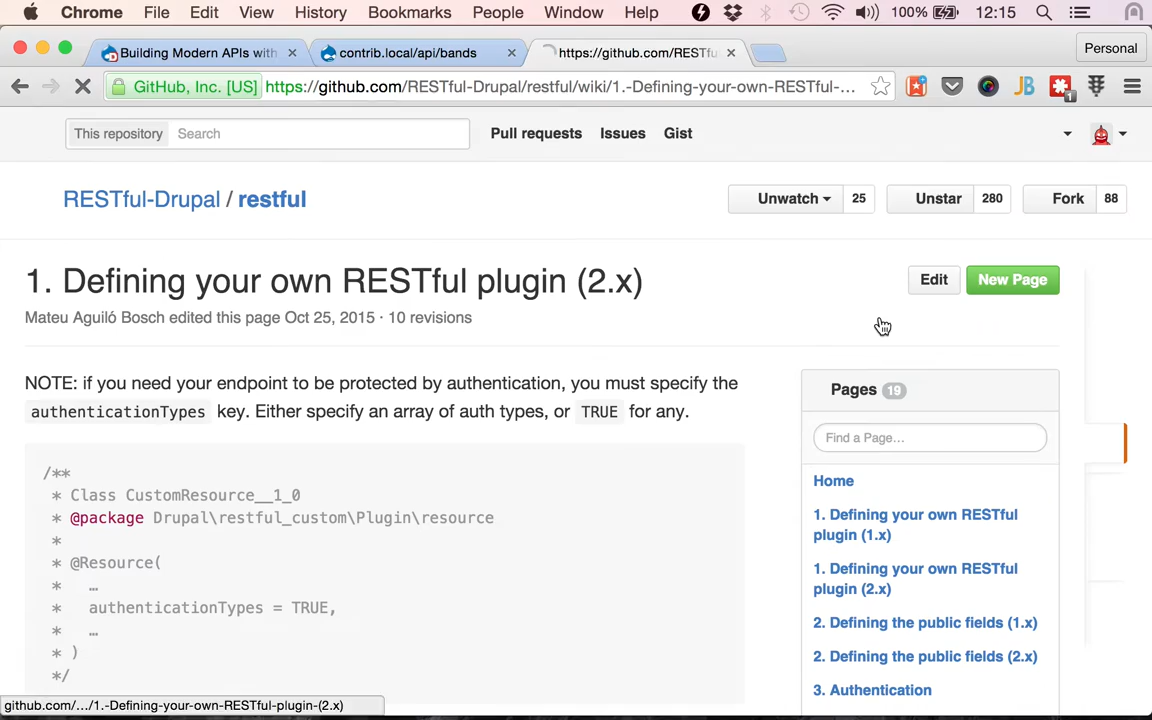 Chrome File Edit View History Bookmarks People Window Help 100% 12:15
Building Modern APIs with × contrib.local/api/bands × https://github.com/RESTfu × Personal
GitHub, Inc. [US] https://github.com/RESTful-Drupal/restful/wiki/1.-Defining-your-own-RESTful-... JB 1
This repository Search Pull requests Issues Gist
RESTful-Drupal / restful Unwatch 25 Unstar 280 Fork 88
1. Defining your own RESTful plugin (2.x) Edit New Page
Mateu Aguiló Bosch edited this page Oct 25, 2015 · 10 revisions
NOTE: if you need your endpoint to be protected by authentication, you must specify the
authenticationTypes key. Either specify an array of auth types, or TRUE for any.
/**
* Class CustomResource__1_0
* @package Drupal\restful_custom\Plugin\resource
*
* @Resource(
* …
* authenticationTypes = TRUE,
* …
* )
*/
Pages 19
Find a Page…
Home
1. Defining your own RESTful
plugin (1.x)
1. Defining your own RESTful
plugin (2.x)
2. Defining the public fields (1.x)
2. Defining the public fields (2.x)
3. Authentication
github.com/.../1.-Defining-your-own-RESTful-plugin-(2.x)